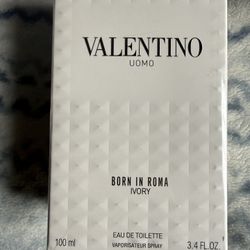 VALENTINO
UOMO
BORN IN ROMA
IVORY
EAU DE TOILETTE
100 ml VAPORISATEUR SPRAY 3.4 FL.OZ.